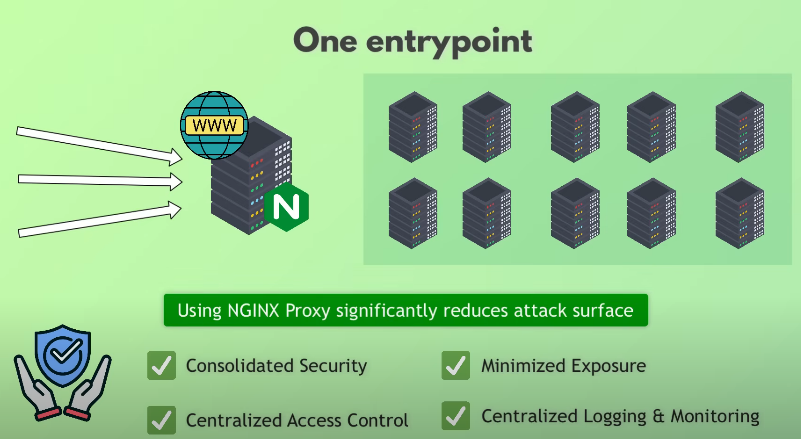 One entrypoint
WWW
N
Using NGINX Proxy significantly reduces attack surface
Consolidated Security
Minimized Exposure
Centralized Access Control
Centralized Logging & Monitoring